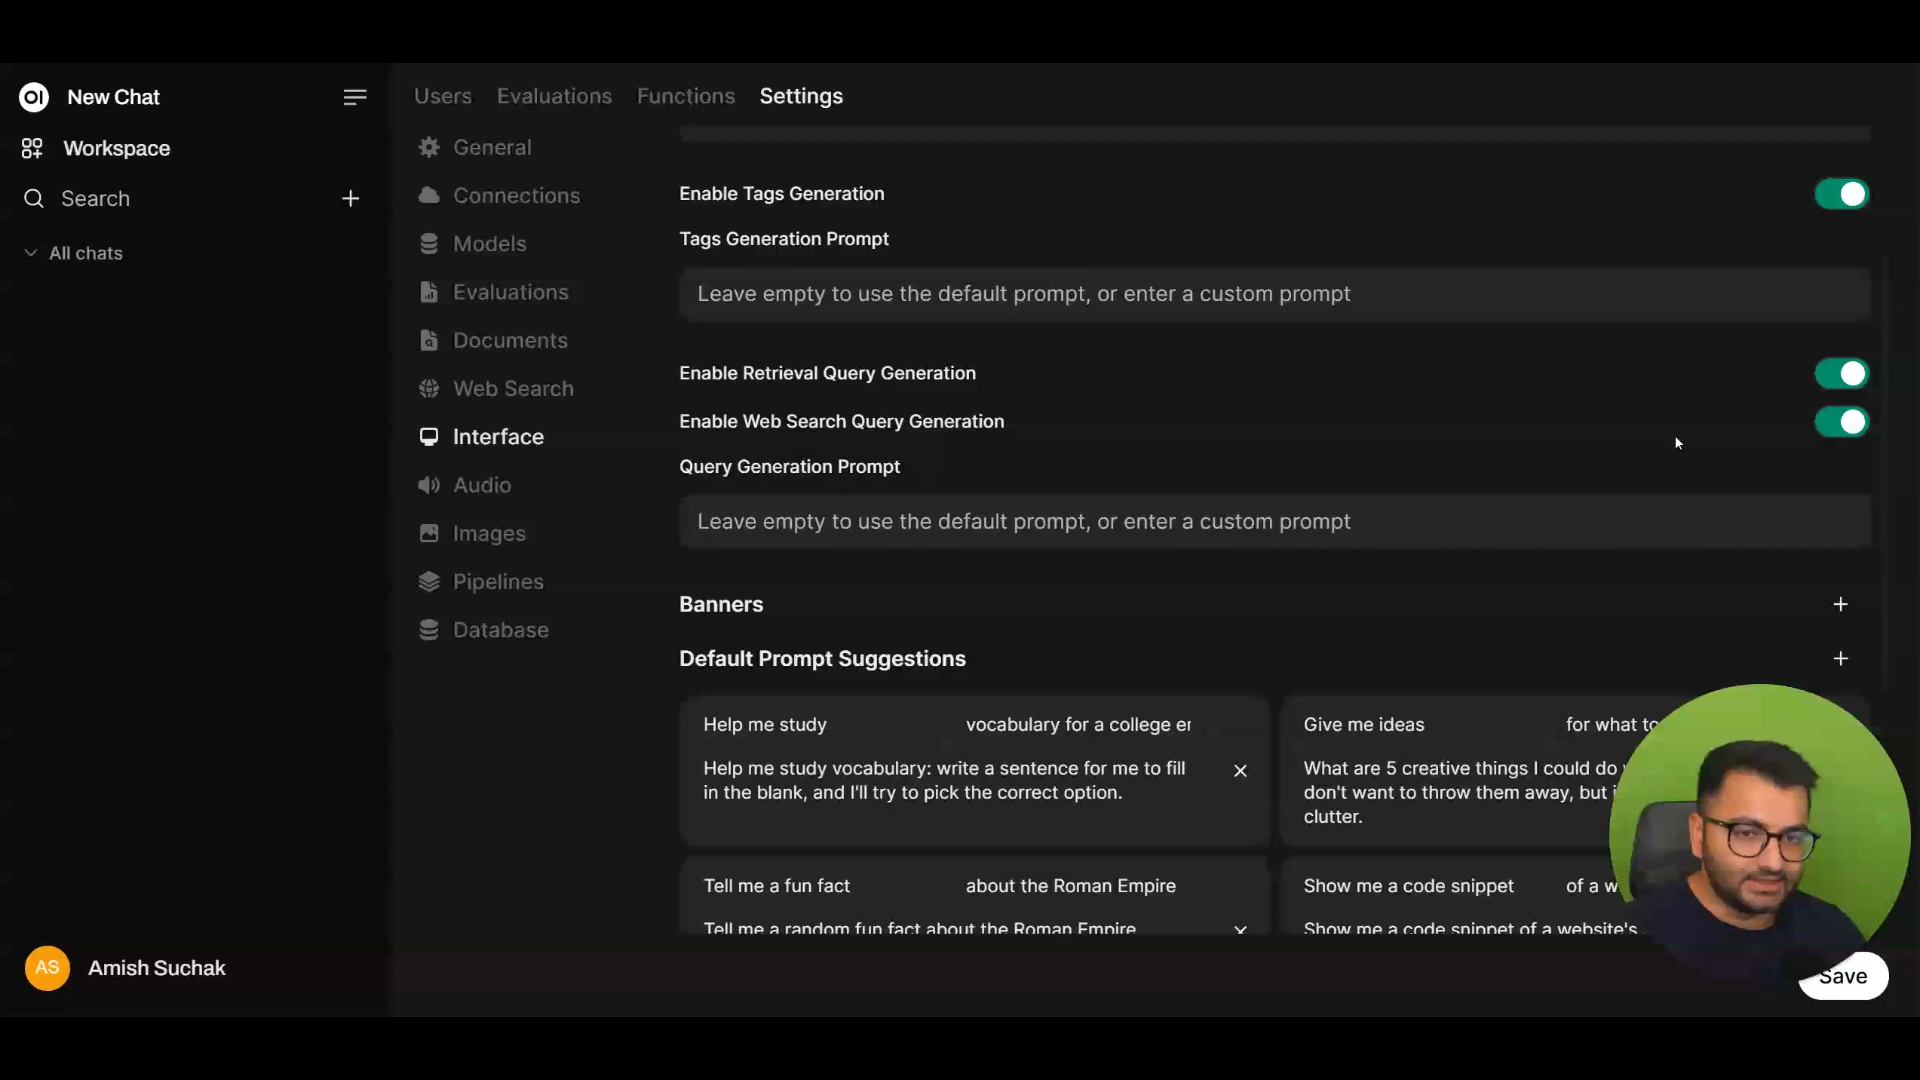 OI New Chat
Workspace
Search
All chats
AS Amish Suchak
Users Evaluations Functions Settings
General
Connections
Models
Evaluations
Documents
Web Search
Interface
Audio
Images
Pipelines
Database
Enable Tags Generation
Tags Generation Prompt
Leave empty to use the default prompt, or enter a custom prompt
Enable Retrieval Query Generation
Enable Web Search Query Generation
Query Generation Prompt
Leave empty to use the default prompt, or enter a custom prompt
Banners
Default Prompt Suggestions
Help me study vocabulary for a college
Help me study vocabulary: write a sentence for me to fill
in the blank, and I'll try to pick the correct option.
Give me ideas for what
What are 5 creative things I could do
don't want to throw them away, but
clutter.
Tell me a fun fact about the Roman Empire
Tell me a random fun fact about the Roman Empire
Show me a code snippet of a
Show me a code snippet of a website's
Save